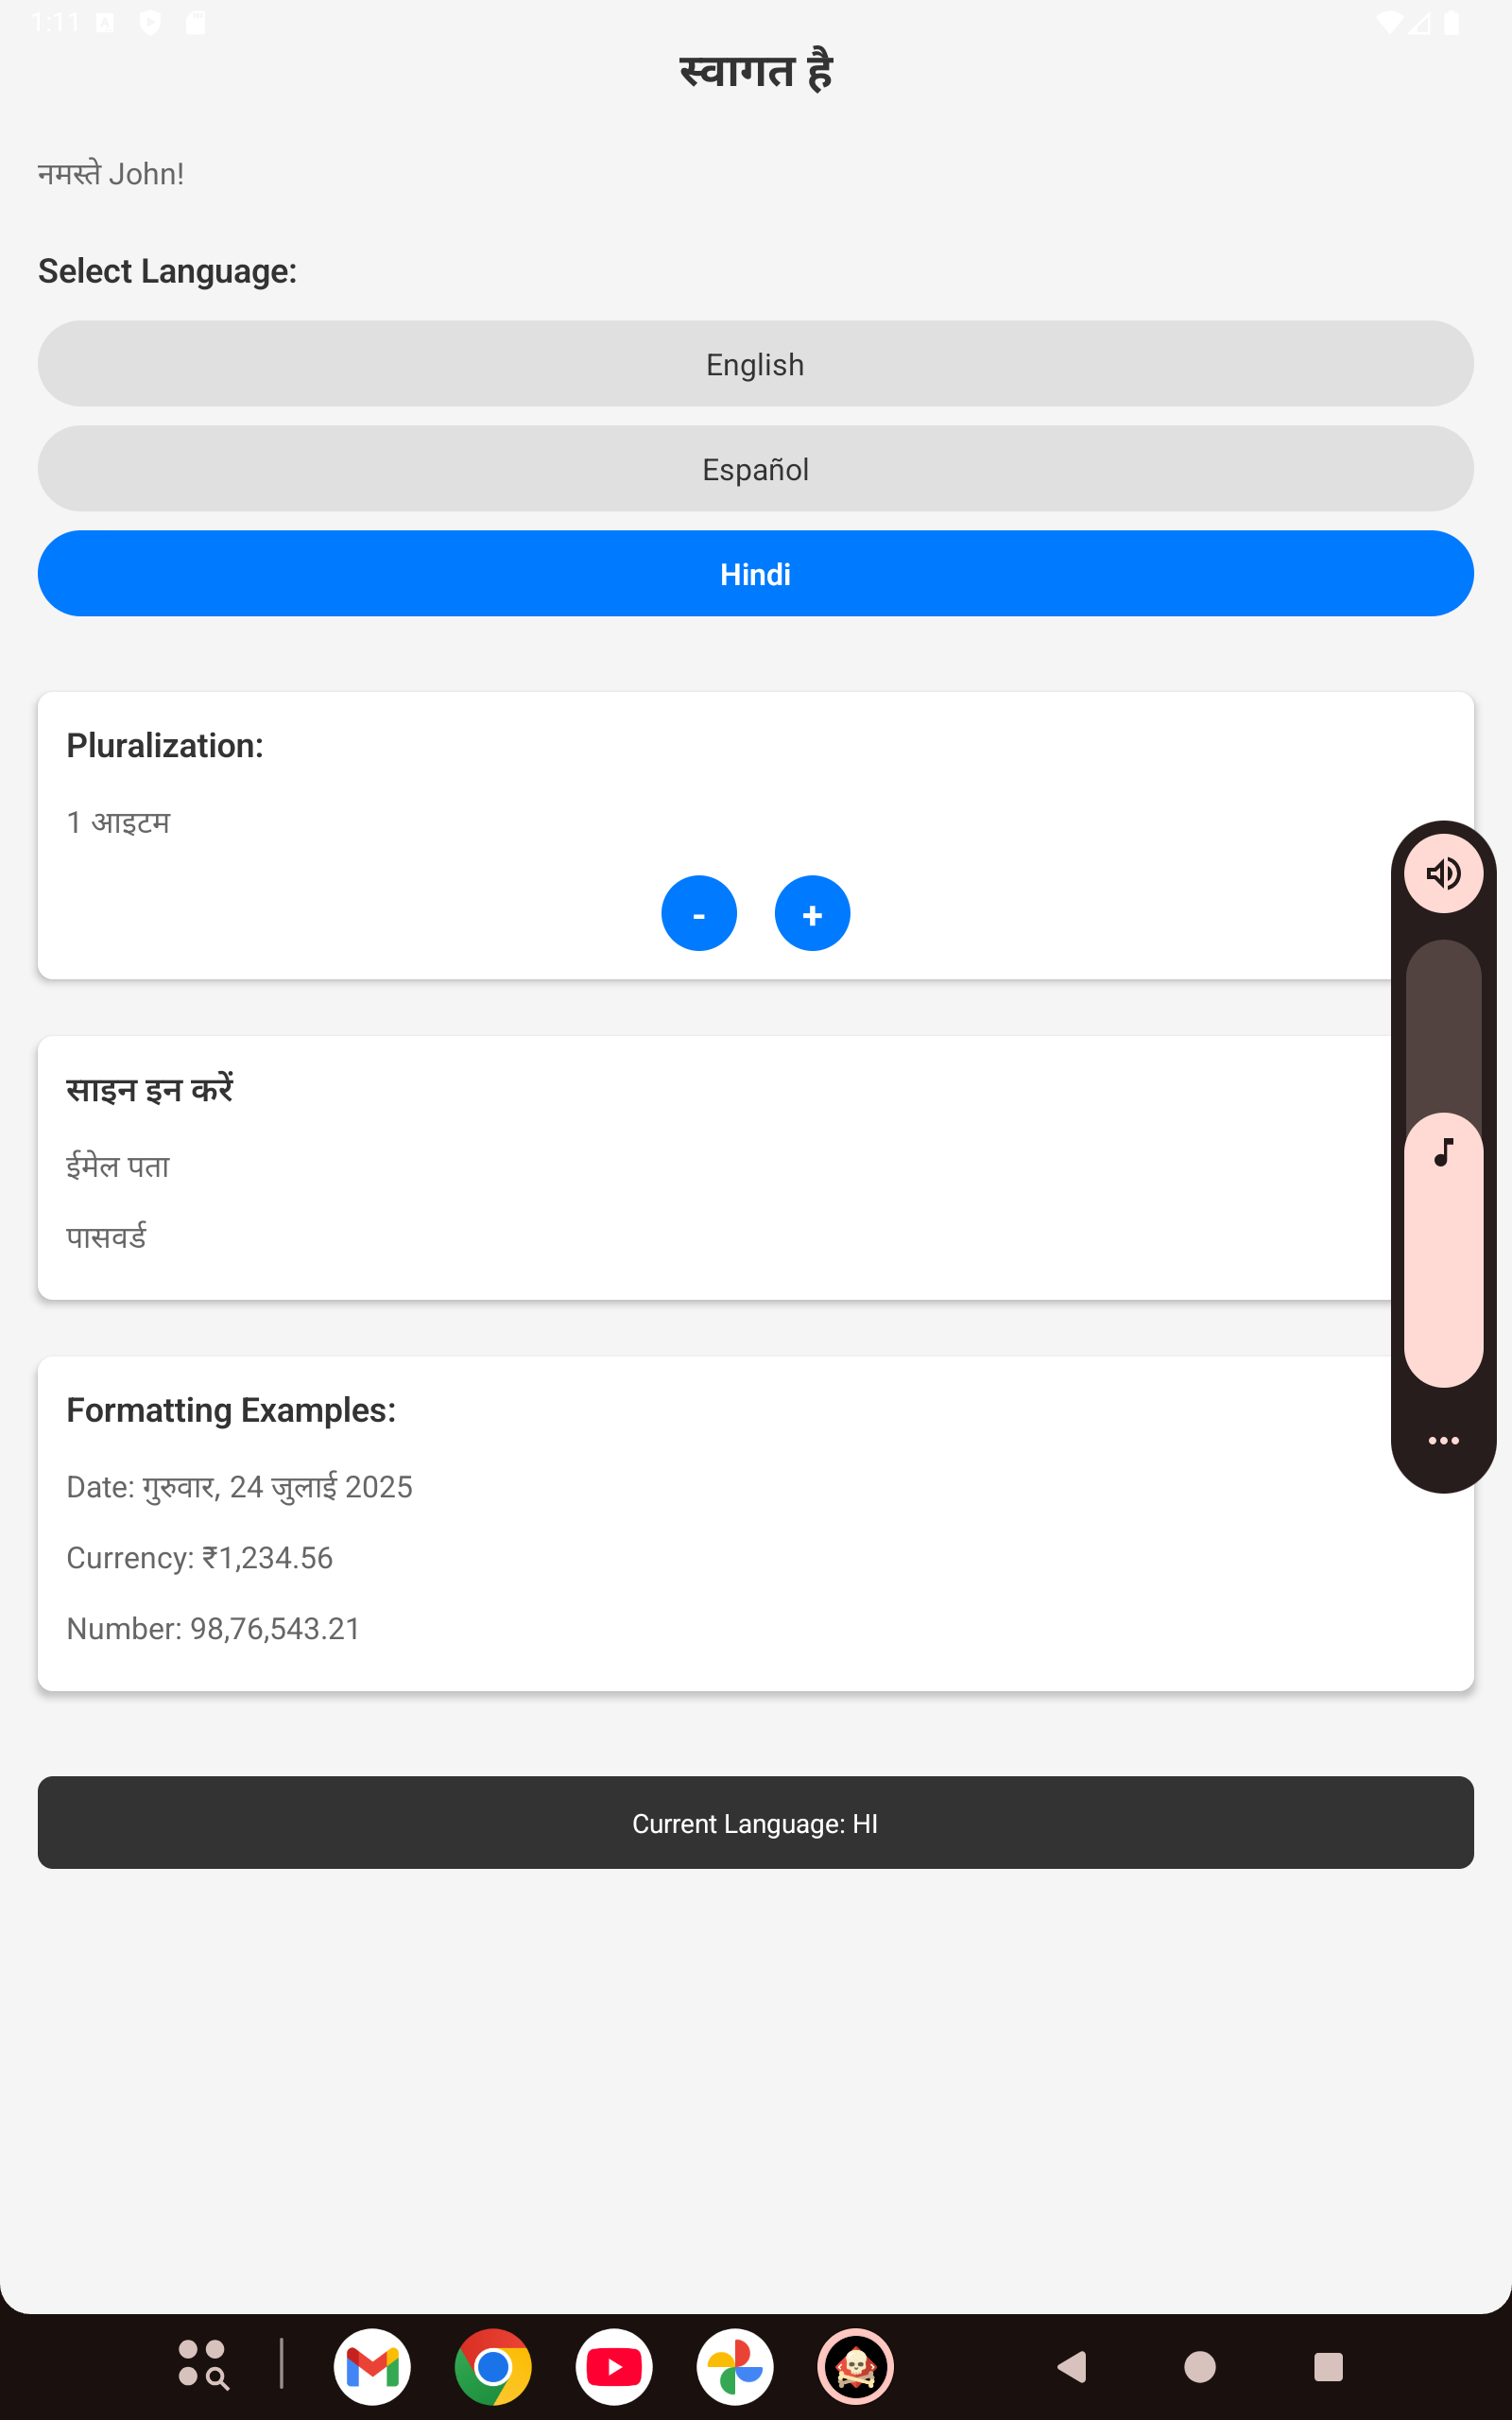 1:11
स्वागत है
नमस्ते John!
Select Language:
English
Español
Hindi
Pluralization:
1 आइटम
-
+
साइन इन करें
ईमेल पता
पासवर्ड
Formatting Examples:
Date: गुरुवार, 24 जुलाई 2025
Currency: ₹1,234.56
Number: 98,76,543.21
Current Language: HI